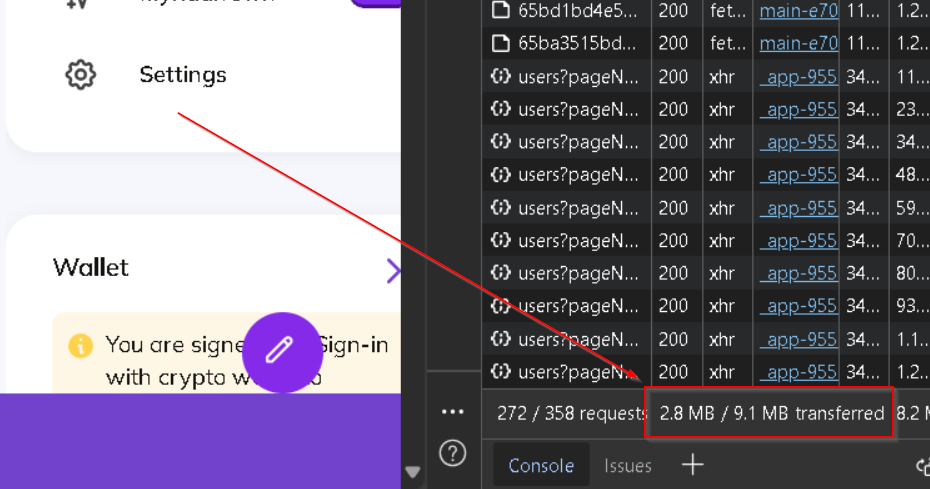 Settings
Wallet
You are signe Sign-in
with crypto w
65bd1bd4e5... 200 fet... main-e70 11... 1.2...
65ba3515bd... 200 fet... main-e70 11... 1.2...
users?pageN... 200 xhr _app-955 34... 11...
users?pageN... 200 xhr _app-955 34... 23...
users?pageN... 200 xhr _app-955 34... 34...
users?pageN... 200 xhr _app-955 34... 48...
users?pageN... 200 xhr _app-955 34... 59...
users?pageN... 200 xhr _app-955 34... 70...
users?pageN... 200 xhr _app-955 34... 80...
users?pageN... 200 xhr _app-955 34... 93...
users?pageN... 200 xhr _app-955 34... 1.1...
users?pageN... 200 xhr _app-955 34... 1.2...
272 / 358 requests 2.8 MB / 9.1 MB transferred 8.2 M
Console Issues